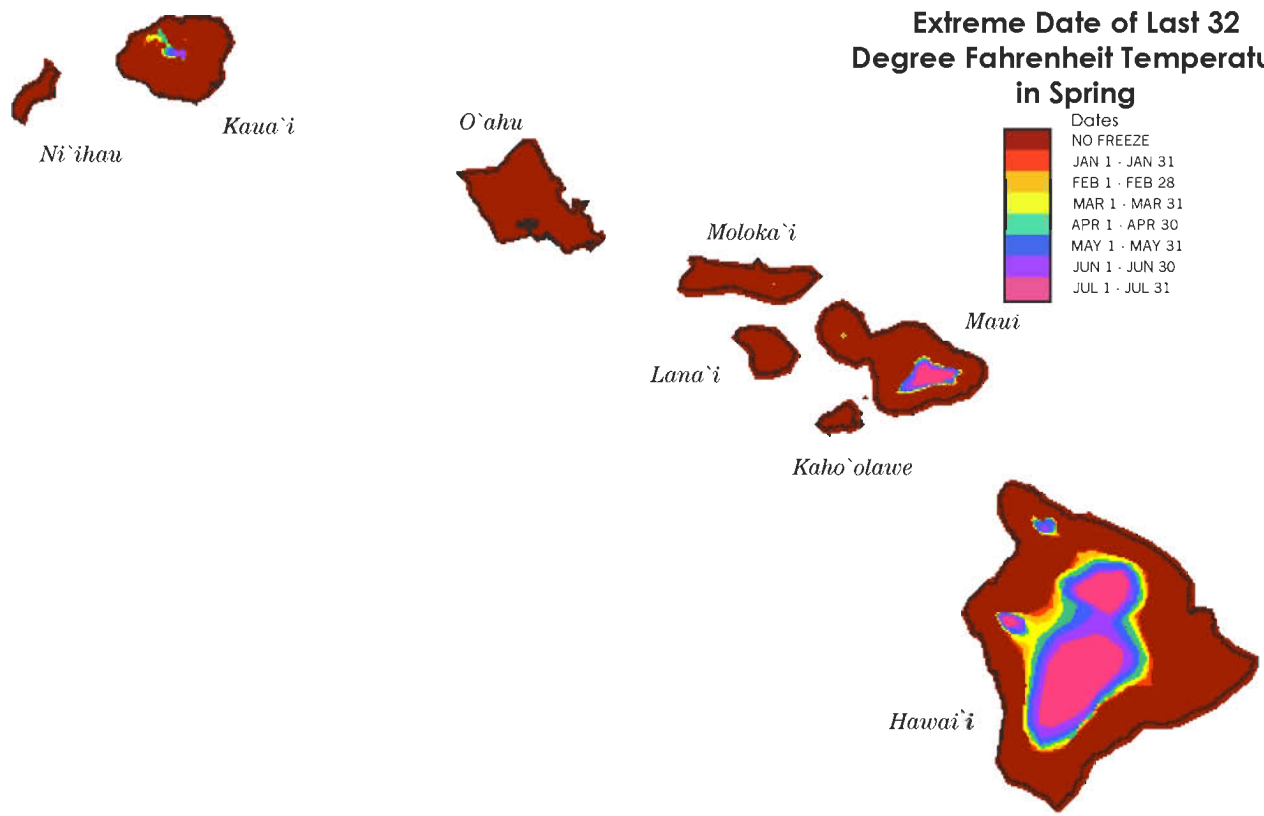 Extreme Date of Last 32
Degree Fahrenheit Temperatu
in Spring
Dates
NO FREEZE
JAN 1 - JAN 31
FEB 1 - FEB 28
MAR 1 - MAR 31
APR 1 - APR 30
MAY 1 - MAY 31
JUN 1 - JUN 30
JUL 1 - JUL 31
Kaua`i
Ni`ihau
O`ahu
Moloka`i
Maui
Lana`i
Kaho`olawe
Hawai`i